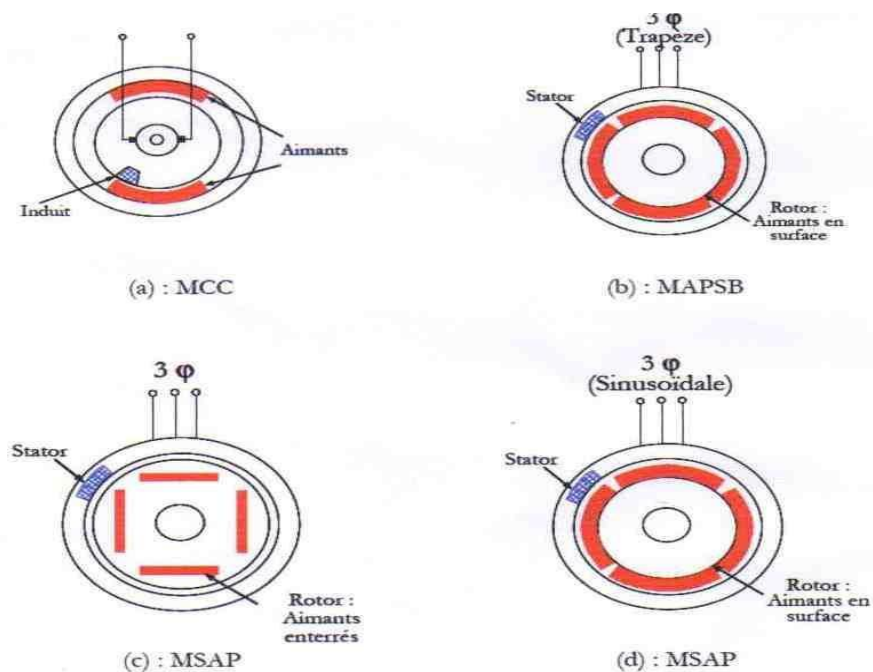 Aimants
Induit
(a) : MCC
3 φ
(Trapèze)
Stator
Rotor :
Aimants en
surface
(b) : MAPSB
3 φ
Stator
Rotor :
Aimants
enterrés
(c) : MSAP
3 φ
(Sinusoïdale)
Stator
Rotor :
Aimants en
surface
(d) : MSAP